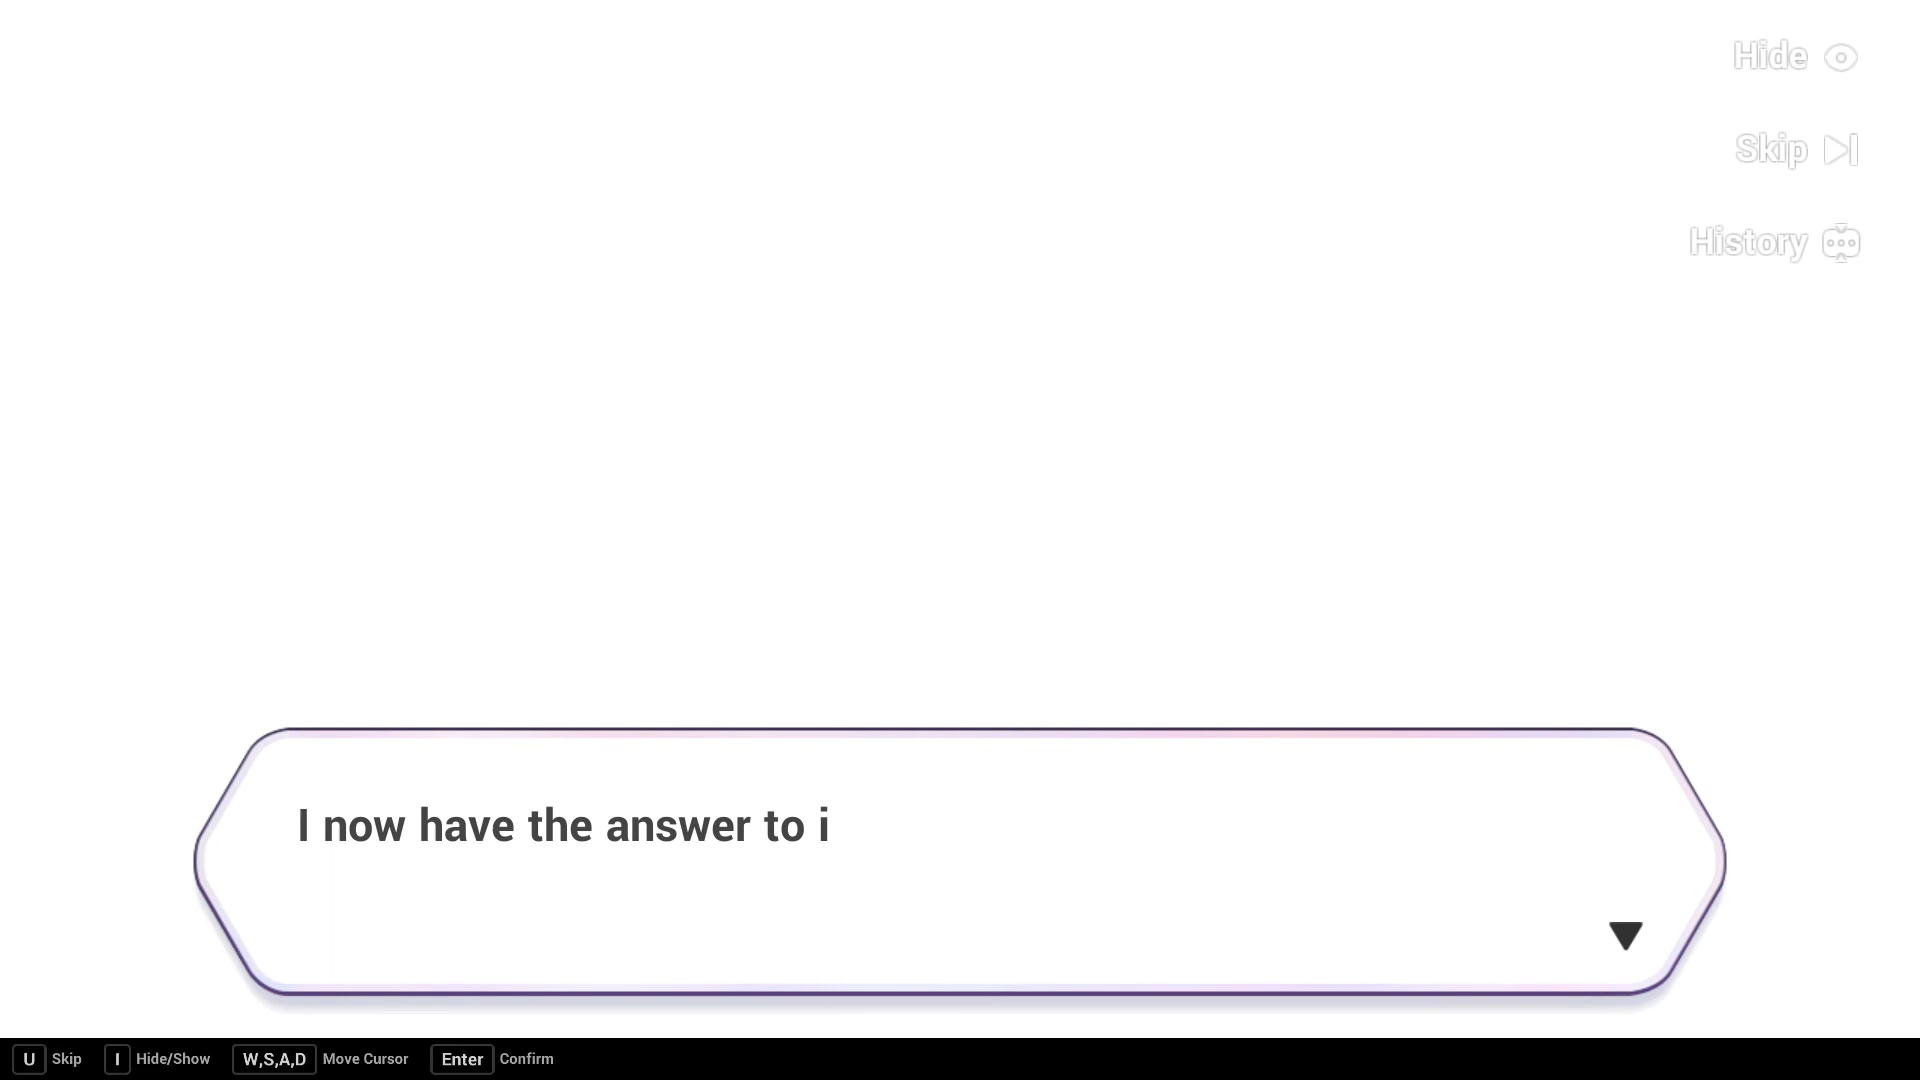 Hide
Skip
History
I now have the answer to i
U Skip I Hide/Show W,S,A,D Move Cursor Enter Confirm